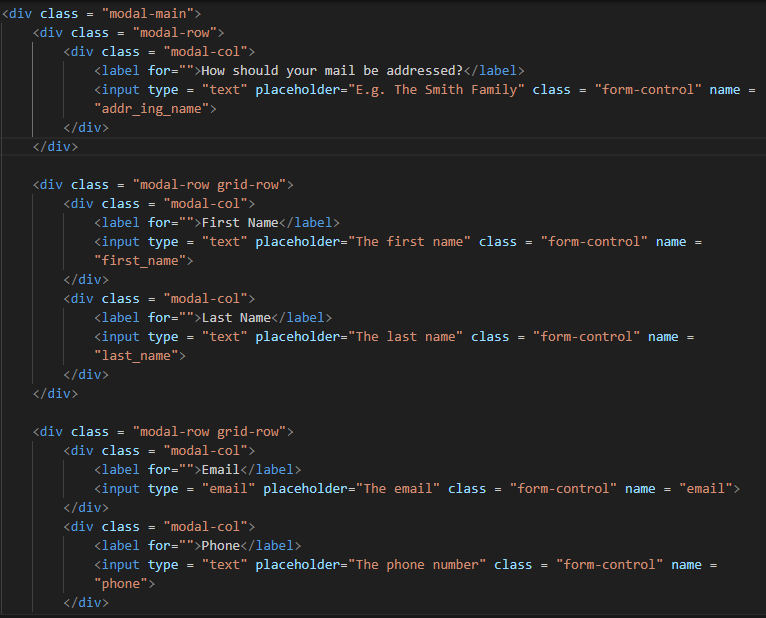 <div class = "modal-main">
    <div class = "modal-row">
        <div class = "modal-col">
            <label for="">How should your mail be addressed?</label>
            <input type = "text" placeholder="E.g. The Smith Family" class = "form-control" name =
            "addr_ing_name">
        </div>
    </div>

    <div class = "modal-row grid-row">
        <div class = "modal-col">
            <label for="">First Name</label>
            <input type = "text" placeholder="The first name" class = "form-control" name =
            "first_name">
        </div>
        <div class = "modal-col">
            <label for="">Last Name</label>
            <input type = "text" placeholder="The last name" class = "form-control" name =
            "last_name">
        </div>
    </div>

    <div class = "modal-row grid-row">
        <div class = "modal-col">
            <label for="">Email</label>
            <input type = "email" placeholder="The email" class = "form-control" name = "email">
        </div>
        <div class = "modal-col">
            <label for="">Phone</label>
            <input type = "text" placeholder="The phone number" class = "form-control" name =
            "phone">
        </div>